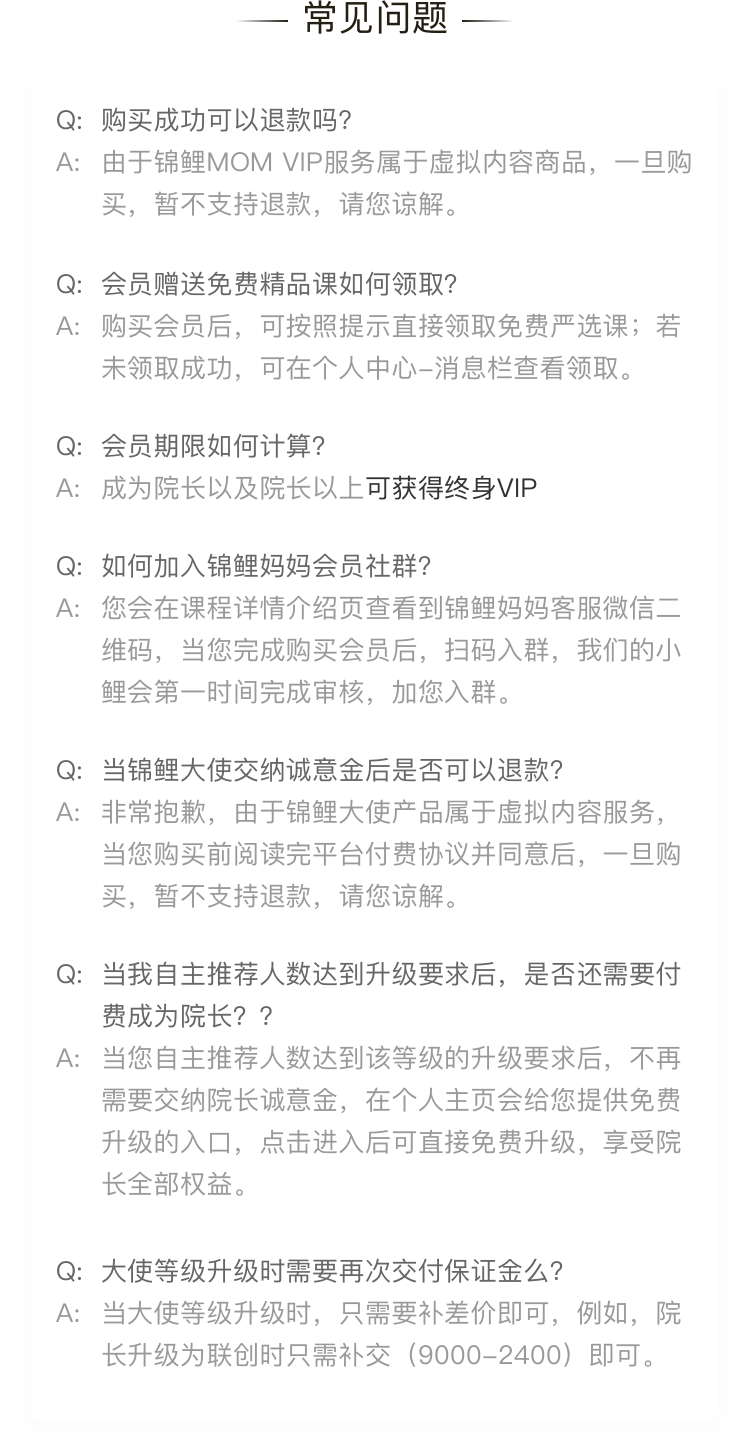 常见问题
Q: 购买成功可以退款吗？
A: 由于锦鲤MOM VIP服务属于虚拟内容商品，一旦购
买，暂不支持退款，请您谅解。
Q: 会员赠送免费精品课如何领取？
A: 购买会员后，可按照提示直接领取免费严选课；若
未领取成功，可在个人中心–消息栏查看领取。
Q: 会员期限如何计算？
A: 成为院长以及院长以上可获得终身VIP
Q: 如何加入锦鲤妈妈会员社群？
A: 您会在课程详情介绍页查看到锦鲤妈妈客服微信二
维码，当您完成购买会员后，扫码入群，我们的小
鲤会第一时间完成审核，加您入群。
Q: 当锦鲤大使交纳诚意金后是否可以退款？
A: 非常抱歉，由于锦鲤大使产品属于虚拟内容服务，
当您购买前阅读完平台付费协议并同意后，一旦购
买，暂不支持退款，请您谅解。
Q: 当我自主推荐人数达到升级要求后，是否还需要付
费成为院长？？
A: 当您自主推荐人数达到该等级的升级要求后，不再
需要交纳院长诚意金，在个人主页会给您提供免费
升级的入口，点击进入后可直接免费升级，享受院
长全部权益。
Q: 大使等级升级时需要再次交付保证金么？
A: 当大使等级升级时，只需要补差价即可，例如，院
长升级为联创时只需补交（9000–2400）即可。